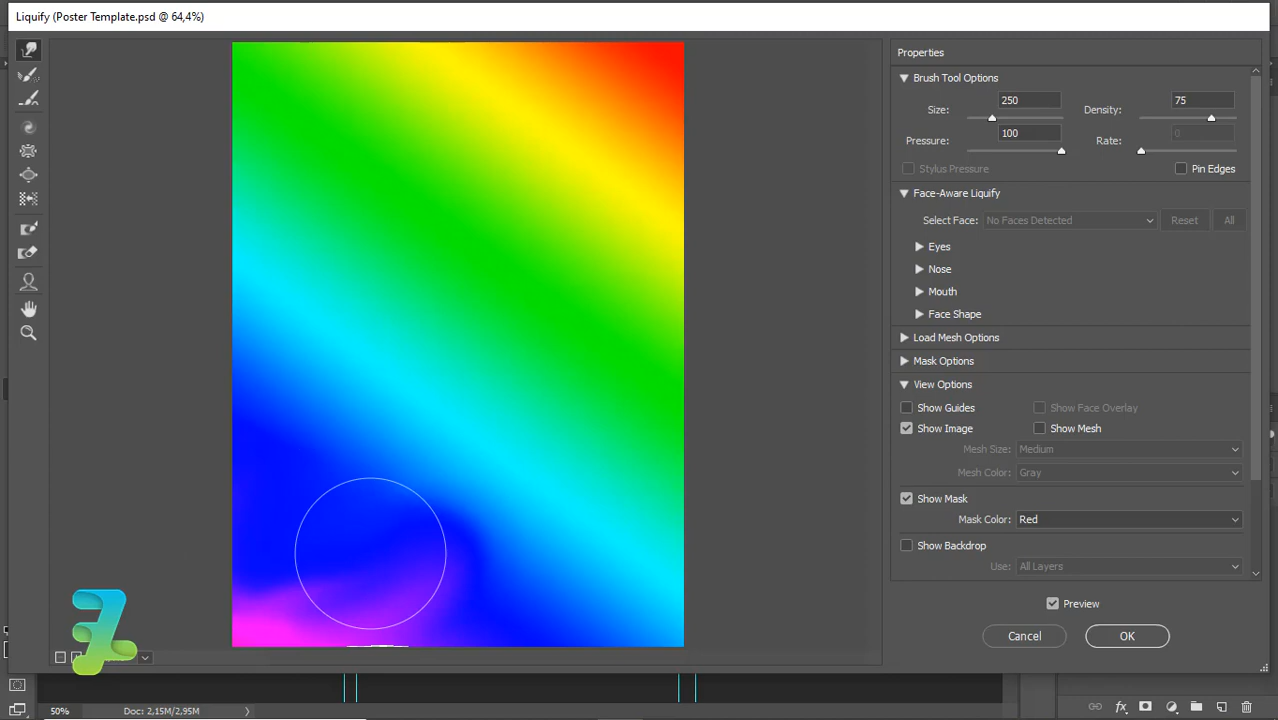 Liquify (Poster Template.psd @ 64,4%)
Properties
Brush Tool Options
Size: 250 Density: 75
Pressure: 100 Rate: 0
Stylus Pressure Pin Edges
Face-Aware Liquify
Select Face: No Faces Detected Reset All
Eyes
Nose
Mouth
Face Shape
Load Mesh Options
Mask Options
View Options
Show Guides Show Face Overlay
Show Image Show Mesh
Mesh Size: Medium
Mesh Color: Gray
Show Mask
Mask Color: Red
Show Backdrop
Use: All Layers
Preview
Cancel OK
50% Doc: 2,15M/2,95M